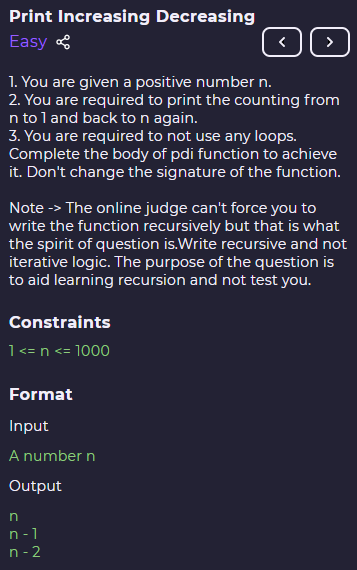 Print Increasing Decreasing
Easy
1. You are given a positive number n.
2. You are required to print the counting from
n to 1 and back to n again.
3. You are required to not use any loops.
Complete the body of pdi function to achieve
it. Don't change the signature of the function.
Note -> The online judge can't force you to
write the function recursively but that is what
the spirit of question is.Write recursive and not
iterative logic. The purpose of the question is
to aid learning recursion and not test you.
Constraints
1 <= n <= 1000
Format
Input
A number n
Output
n
n - 1
n - 2